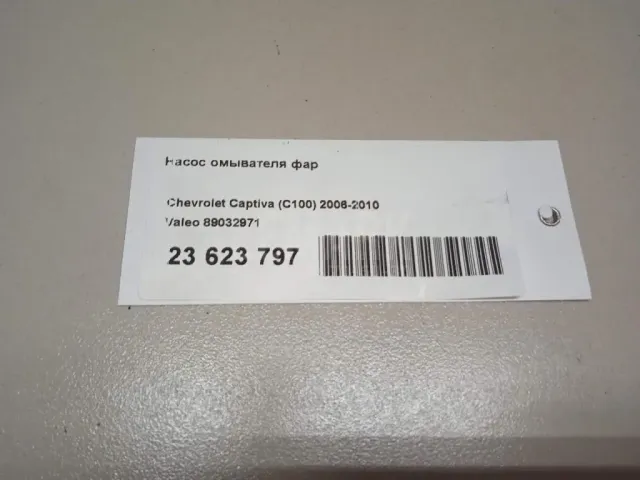 Насос омывателя фар
Chevrolet Captiva (C100) 2006-2010
Valeo 89032971
23 623 797